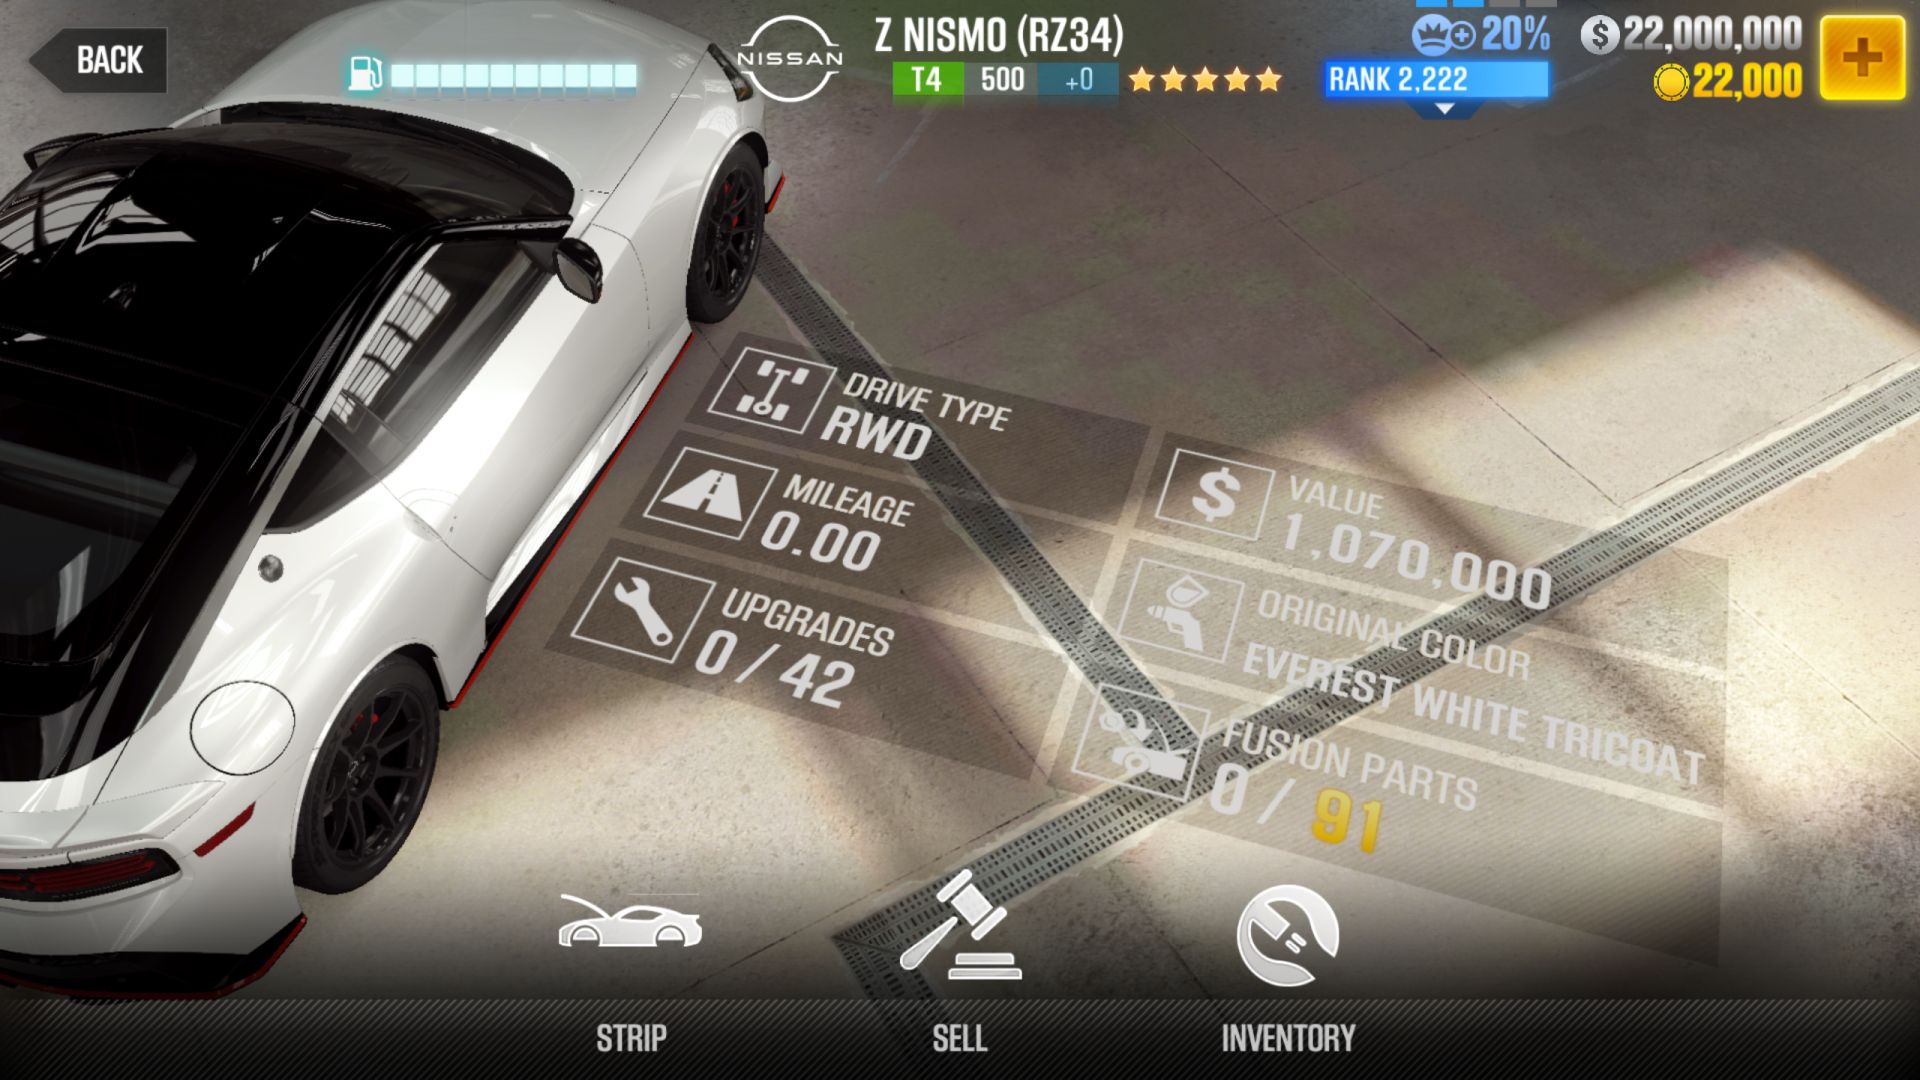 BACK
NISSAN
Z NISMO (RZ34)
T4 500 +0
20%
RANK 2,222
22,000,000
22,000
DRIVE TYPE
RWD
MILEAGE
0.00
UPGRADES
0 / 42
VALUE
1,070,000
ORIGINAL COLOR
EVEREST WHITE TRICOAT
FUSION PARTS
0 / 91
STRIP
SELL
INVENTORY